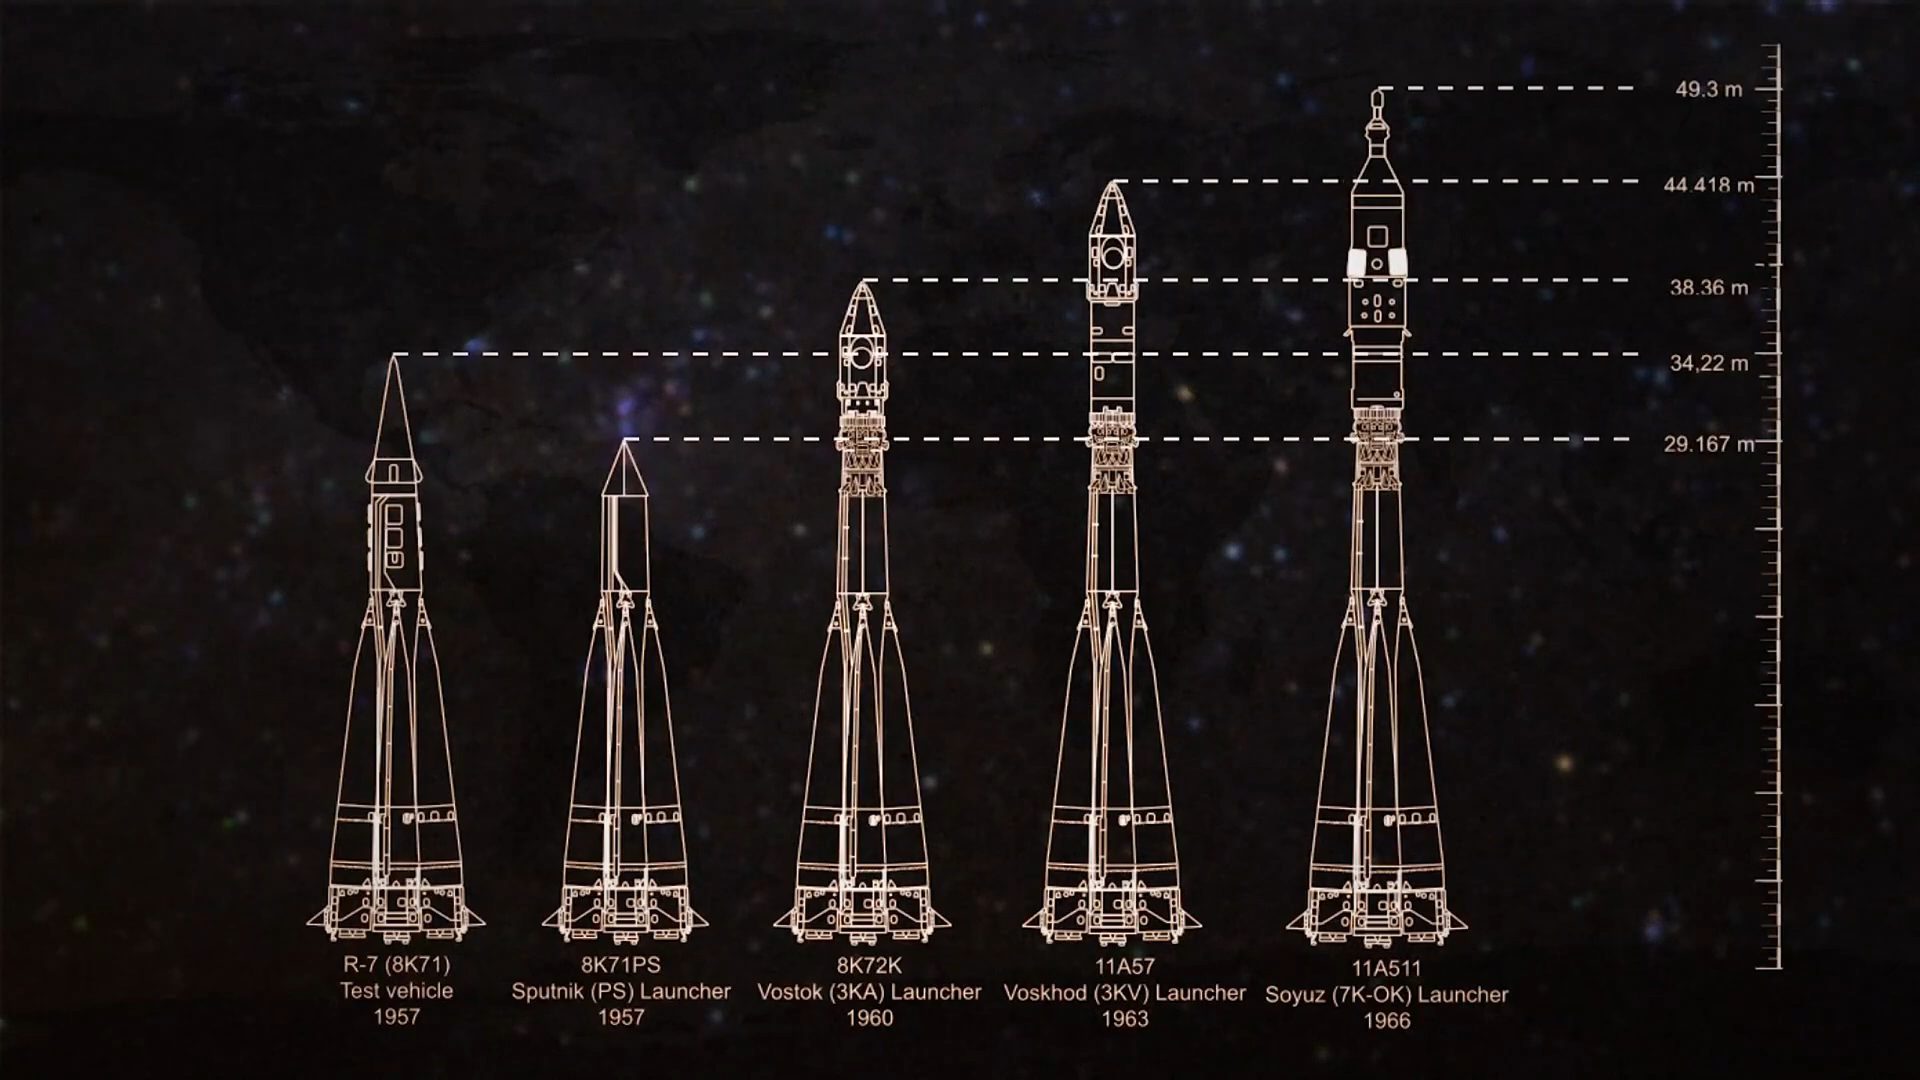 49.3 m
44.418 m
38.36 m
34,22 m
29.167 m
R-7 (8K71)
Test vehicle
1957
8K71PS
Sputnik (PS) Launcher
1957
8K72K
Vostok (3KA) Launcher
1960
11A57
Voskhod (3KV) Launcher
1963
11A511
Soyuz (7K-OK) Launcher
1966